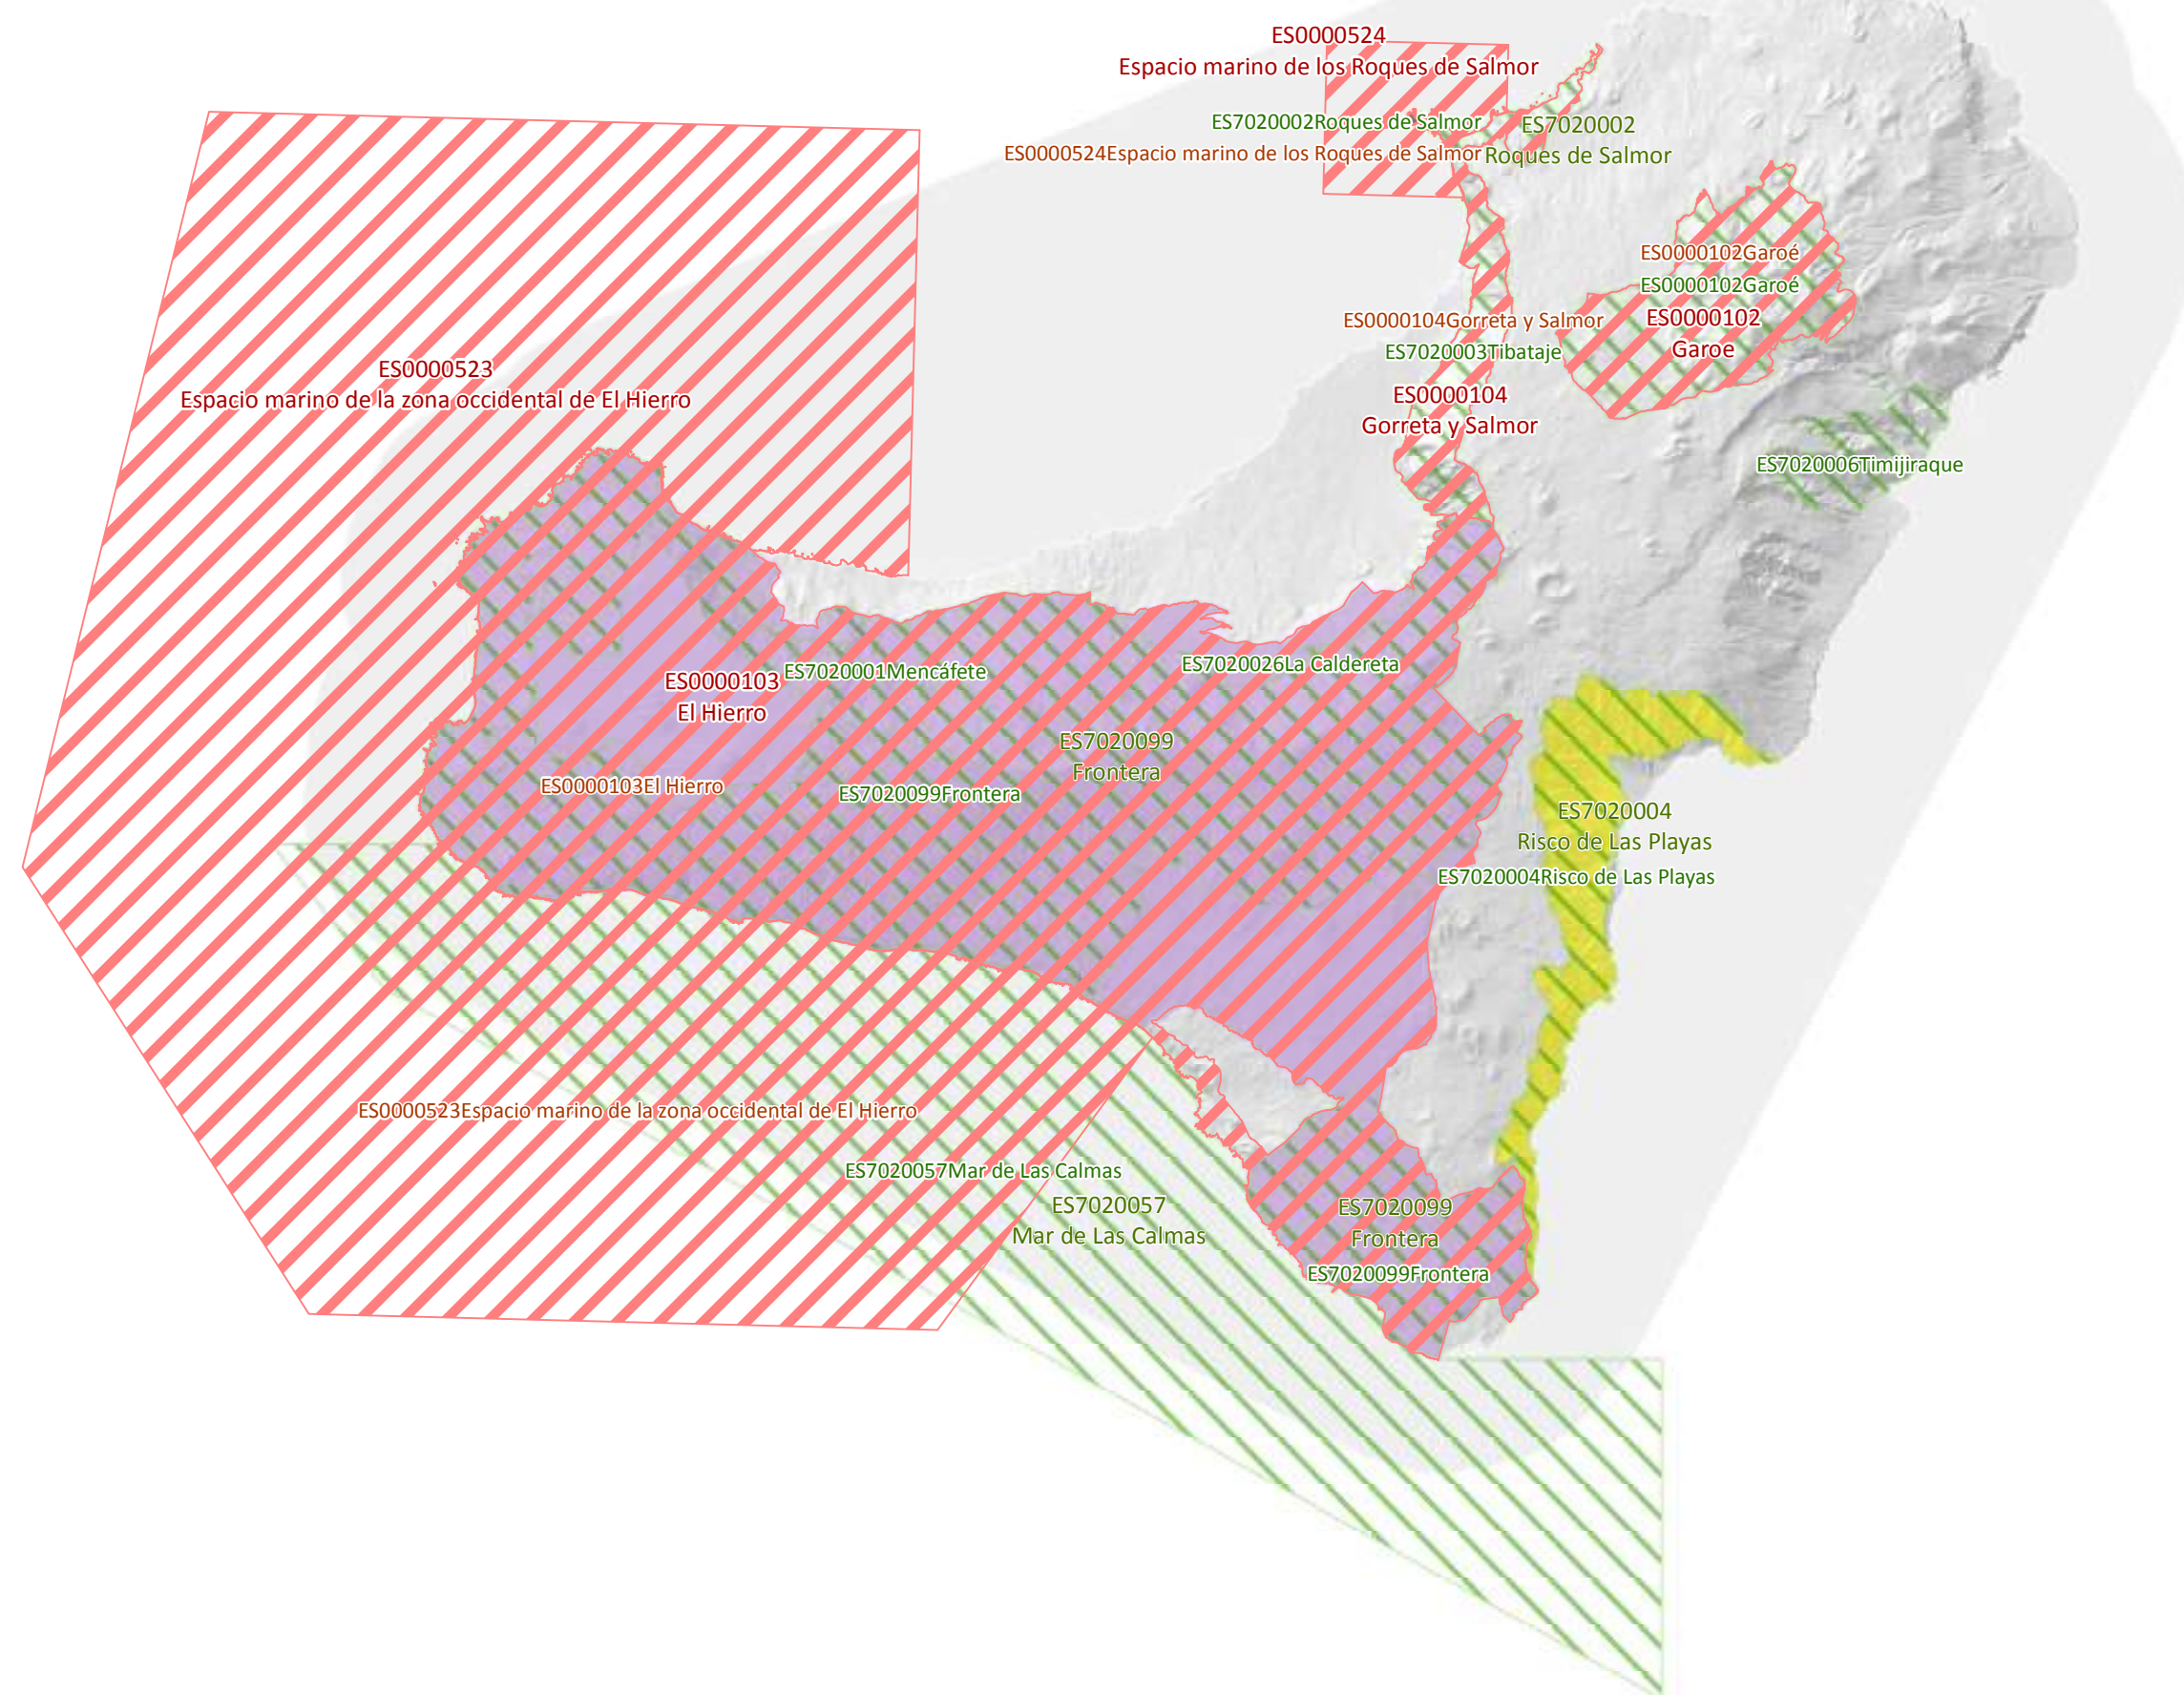 ES0000524
Espacio marino de los Roques de Salmor
ES7020002Roques de Salmor
ES7020002
Roques de Salmor
ES0000524Espacio marino de los Roques de Salmor
ES0000102Garoé
ES0000102Garoé
ES0000102
Garoe
ES0000104Gorreta y Salmor
ES7020003Tibataje
ES0000104
Gorreta y Salmor
ES0000523
Espacio marino de la zona occidental de El Hierro
ES7020006Timijiraque
ES7020001Mencáfete
ES7020026La Caldereta
ES0000103
El Hierro
ES7020099
Frontera
ES0000103El Hierro
ES7020099Frontera
ES7020004
Risco de Las Playas
ES7020004Risco de Las Playas
ES0000523Espacio marino de la zona occidental de El Hierro
ES7020057Mar de Las Calmas
ES7020057
Mar de Las Calmas
ES7020099
Frontera
ES7020099Frontera